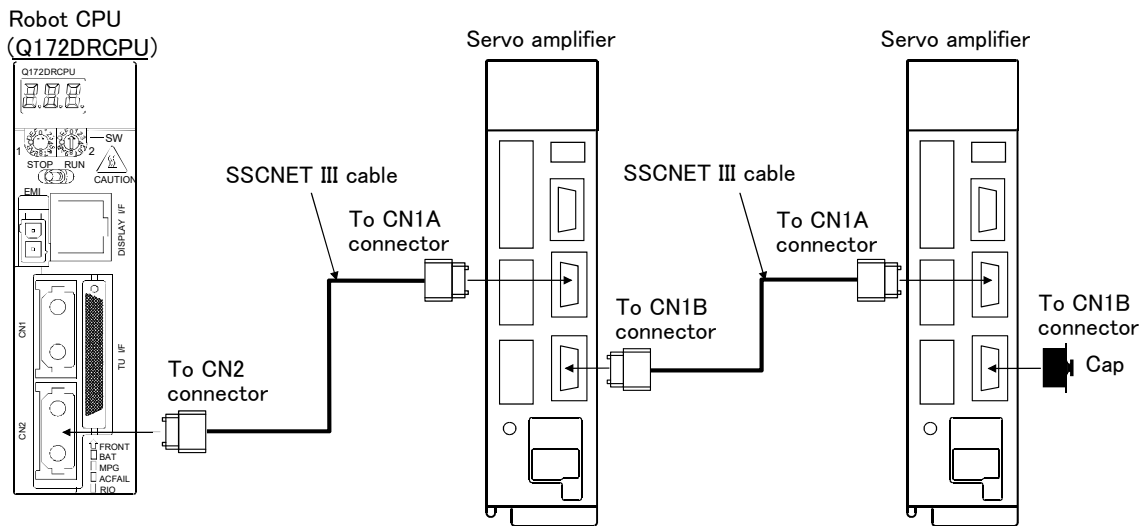 Robot CPU
(Q172DRCPU)
Q172DRCPU
SW
1
2
STOP RUN
CAUTION
EMI
DISPLAY I/F
CN1
TU I/F
CN2
FRONT
BAT
MPG
ACFAIL
RIO
SSCNET III cable
To CN1A
connector
To CN2
connector
Servo amplifier
To CN1B
connector
SSCNET III cable
To CN1A
connector
Servo amplifier
To CN1B
connector
Cap